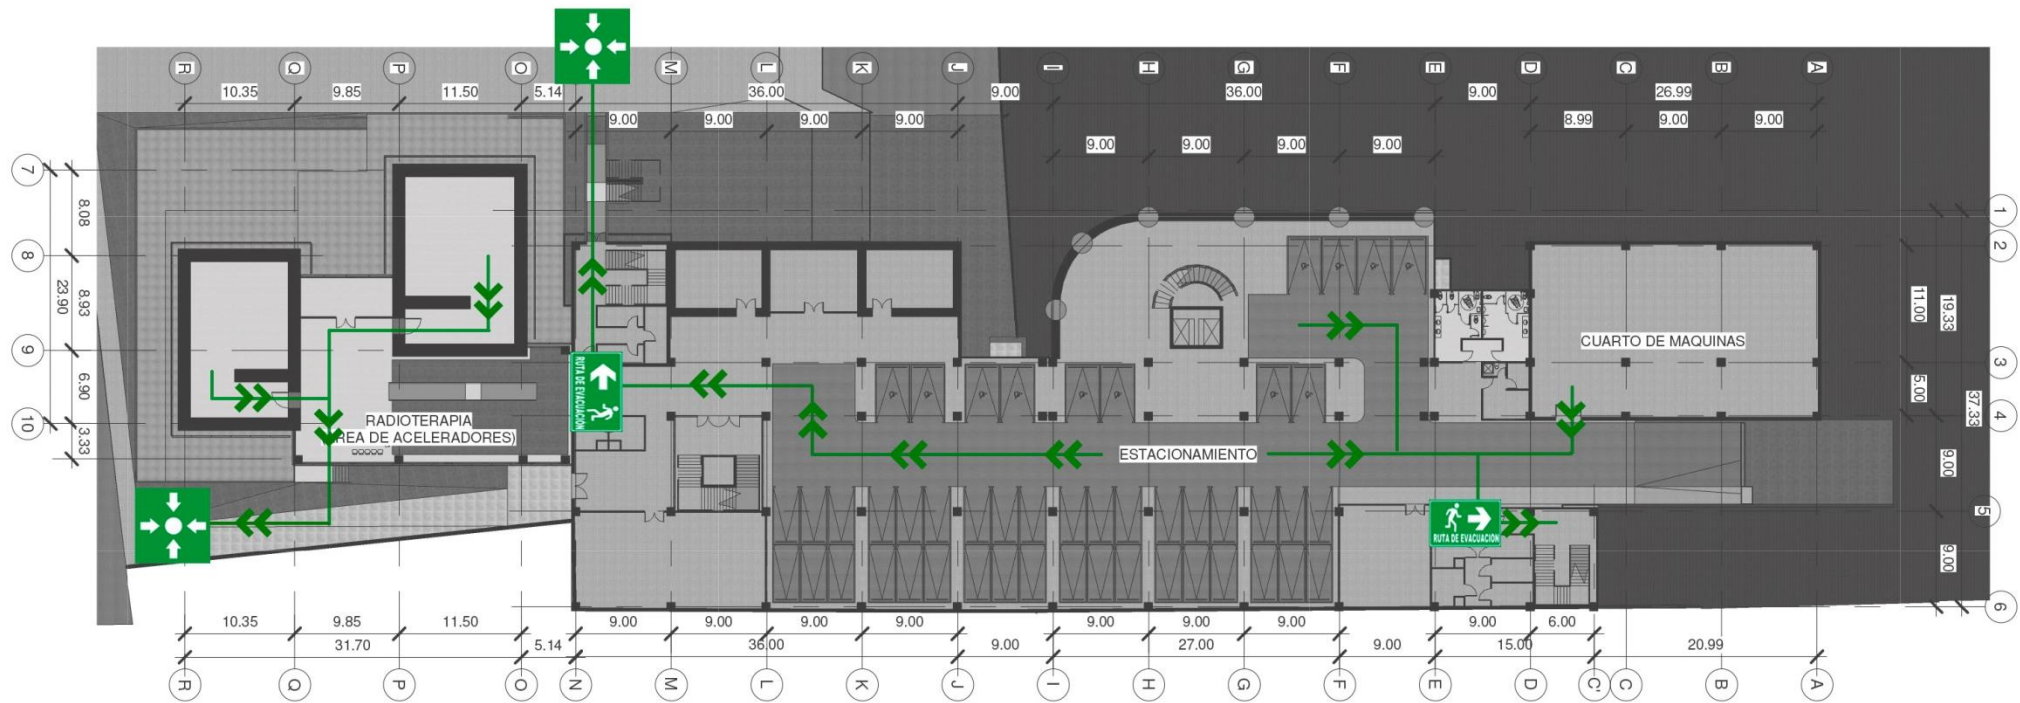 R Q P O M L K J I H G F E D C B A
10.35 9.85 11.50 5.14 36.00 9.00 36.00 9.00 26.99
9.00 9.00 9.00 9.00 8.99 9.00 9.00
9.00 9.00 9.00 9.00
7
8
9
10
8.08
8.93
6.90
3.33
23.90
1
2
3
4
5
6
11.00
5.00
9.00
9.00
19.33
37.33
CUARTO DE MAQUINAS
RUTA DE EVACUACIÓN
RADIOTERAPIA
(AREA DE ACELERADORES)
ESTACIONAMIENTO
RUTA DE EVACUACIÓN
10.35 9.85 11.50 9.00 9.00 9.00 9.00 9.00 9.00 9.00 9.00 6.00
31.70 5.14 36.00 9.00 27.00 9.00 15.00 20.99
R Q P O N M L K J I H G F E D C' C B A